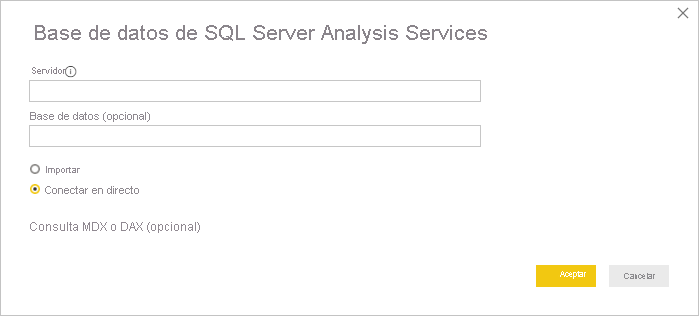 Base de datos de SQL Server Analysis Services
Servidor
Base de datos (opcional)
Importar
Conectar en directo
Consulta MDX o DAX (opcional)
Aceptar
Cancelar